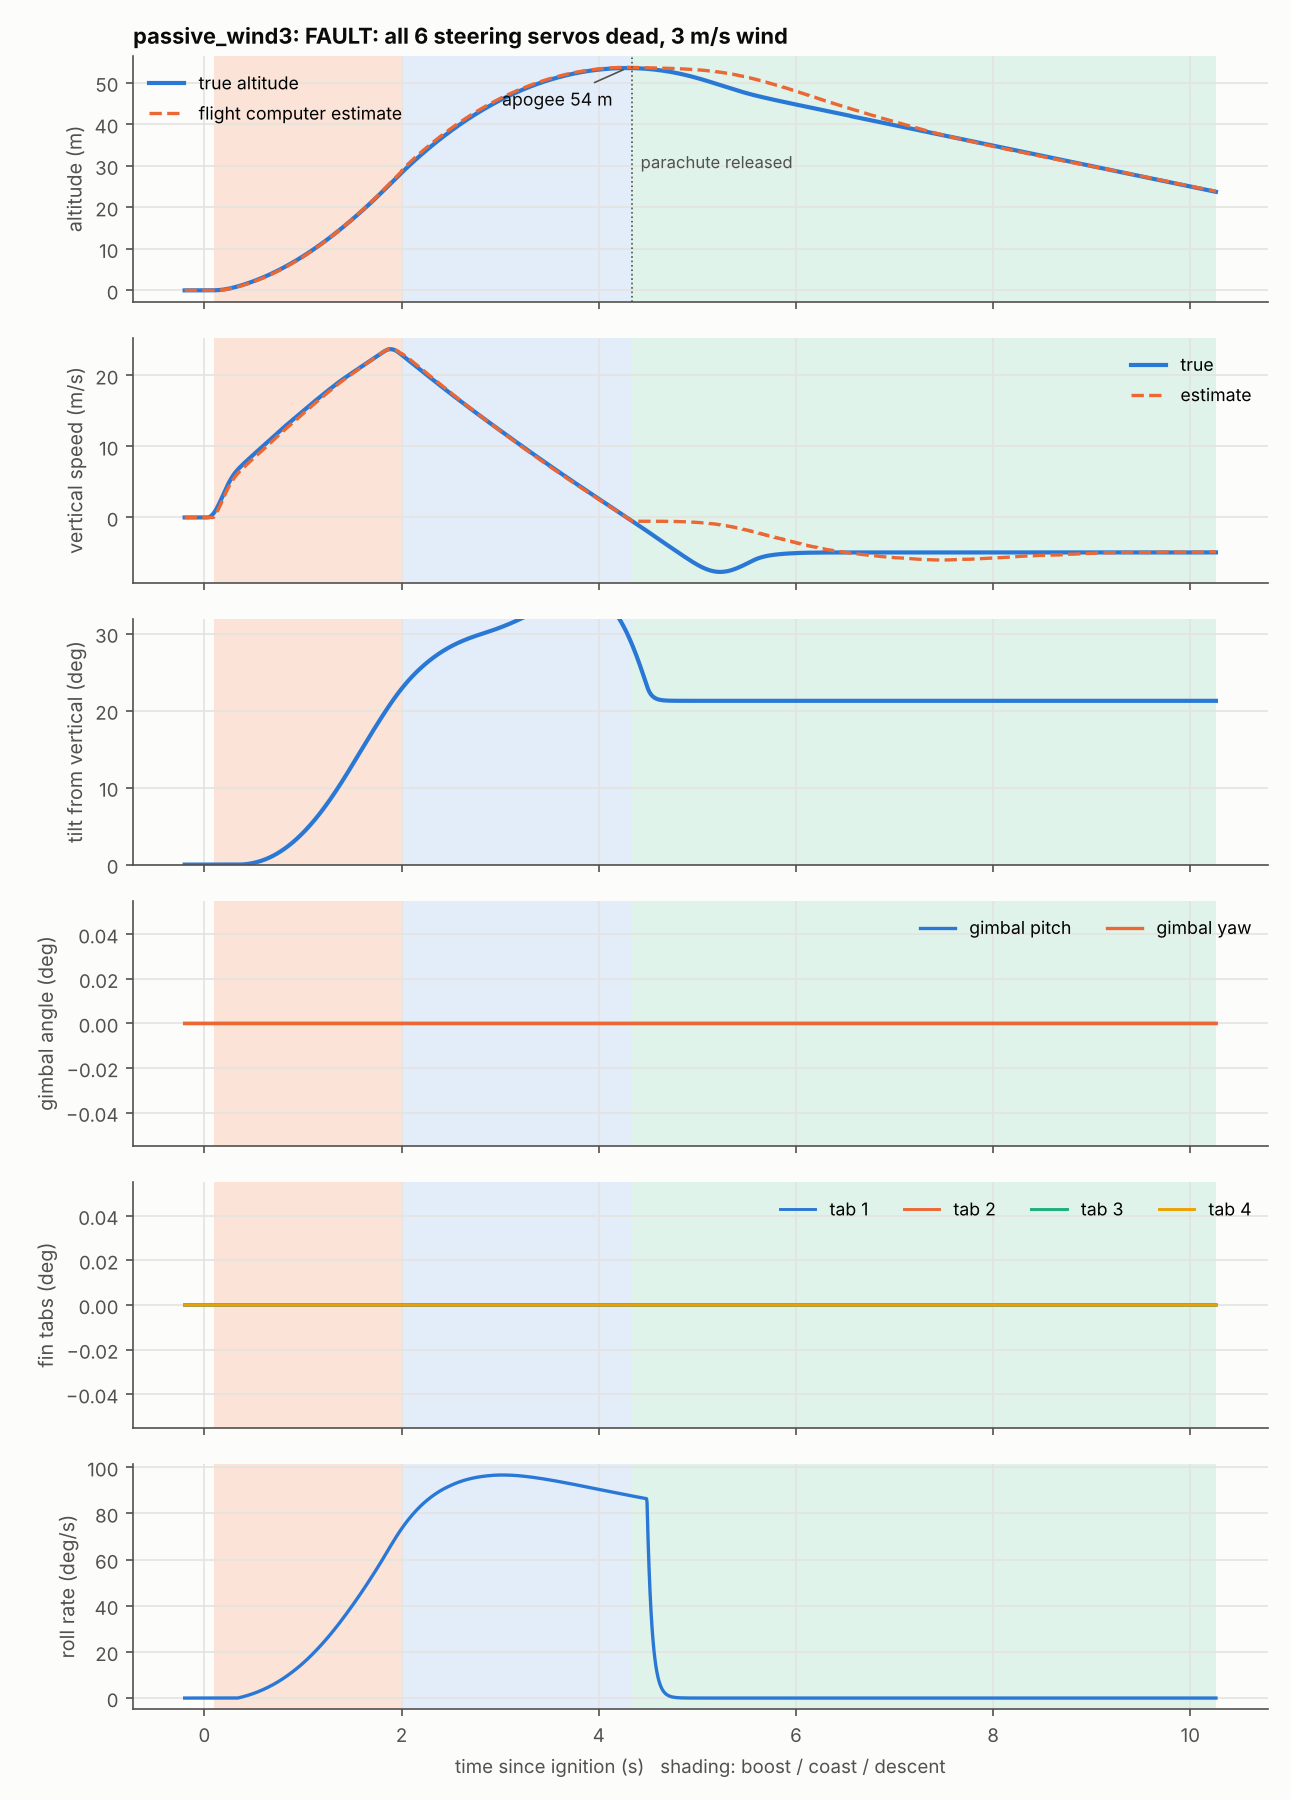 passive_wind3: FAULT: all 6 steering servos dead, 3 m/s wind
true altitude
flight computer estimate
apogee 54 m
parachute released
altitude (m)
50
40
30
20
10
0
true
estimate
vertical speed (m/s)
20
10
0
tilt from vertical (deg)
30
20
10
0
gimbal pitch gimbal yaw
gimbal angle (deg)
0.04
0.02
0.00
−0.02
−0.04
tab 1 tab 2 tab 3 tab 4
fin tabs (deg)
0.04
0.02
0.00
−0.02
−0.04
roll rate (deg/s)
100
80
60
40
20
0
0 2 4 6 8 10
time since ignition (s) shading: boost / coast / descent